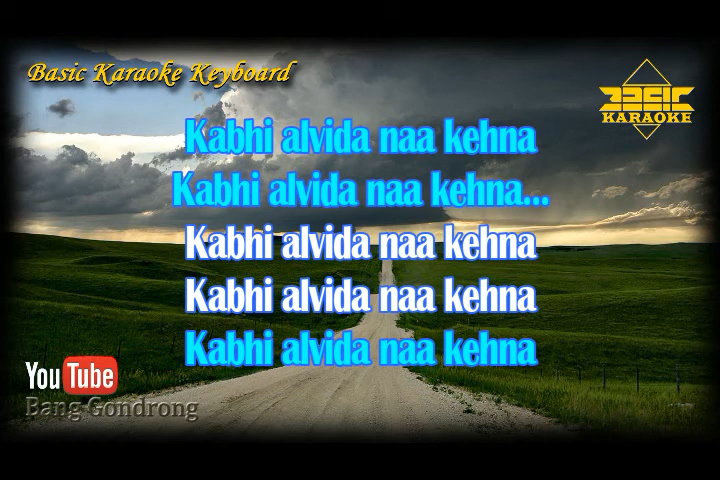 Basic Karaoke Keyboard
BASIC
KARAOKE
Kabhi alvida naa kehna
Kabhi alvida naa kehna...
Kabhi alvida naa kehna
Kabhi alvida naa kehna
Kabhi alvida naa kehna
YouTube
Bang Gondrong